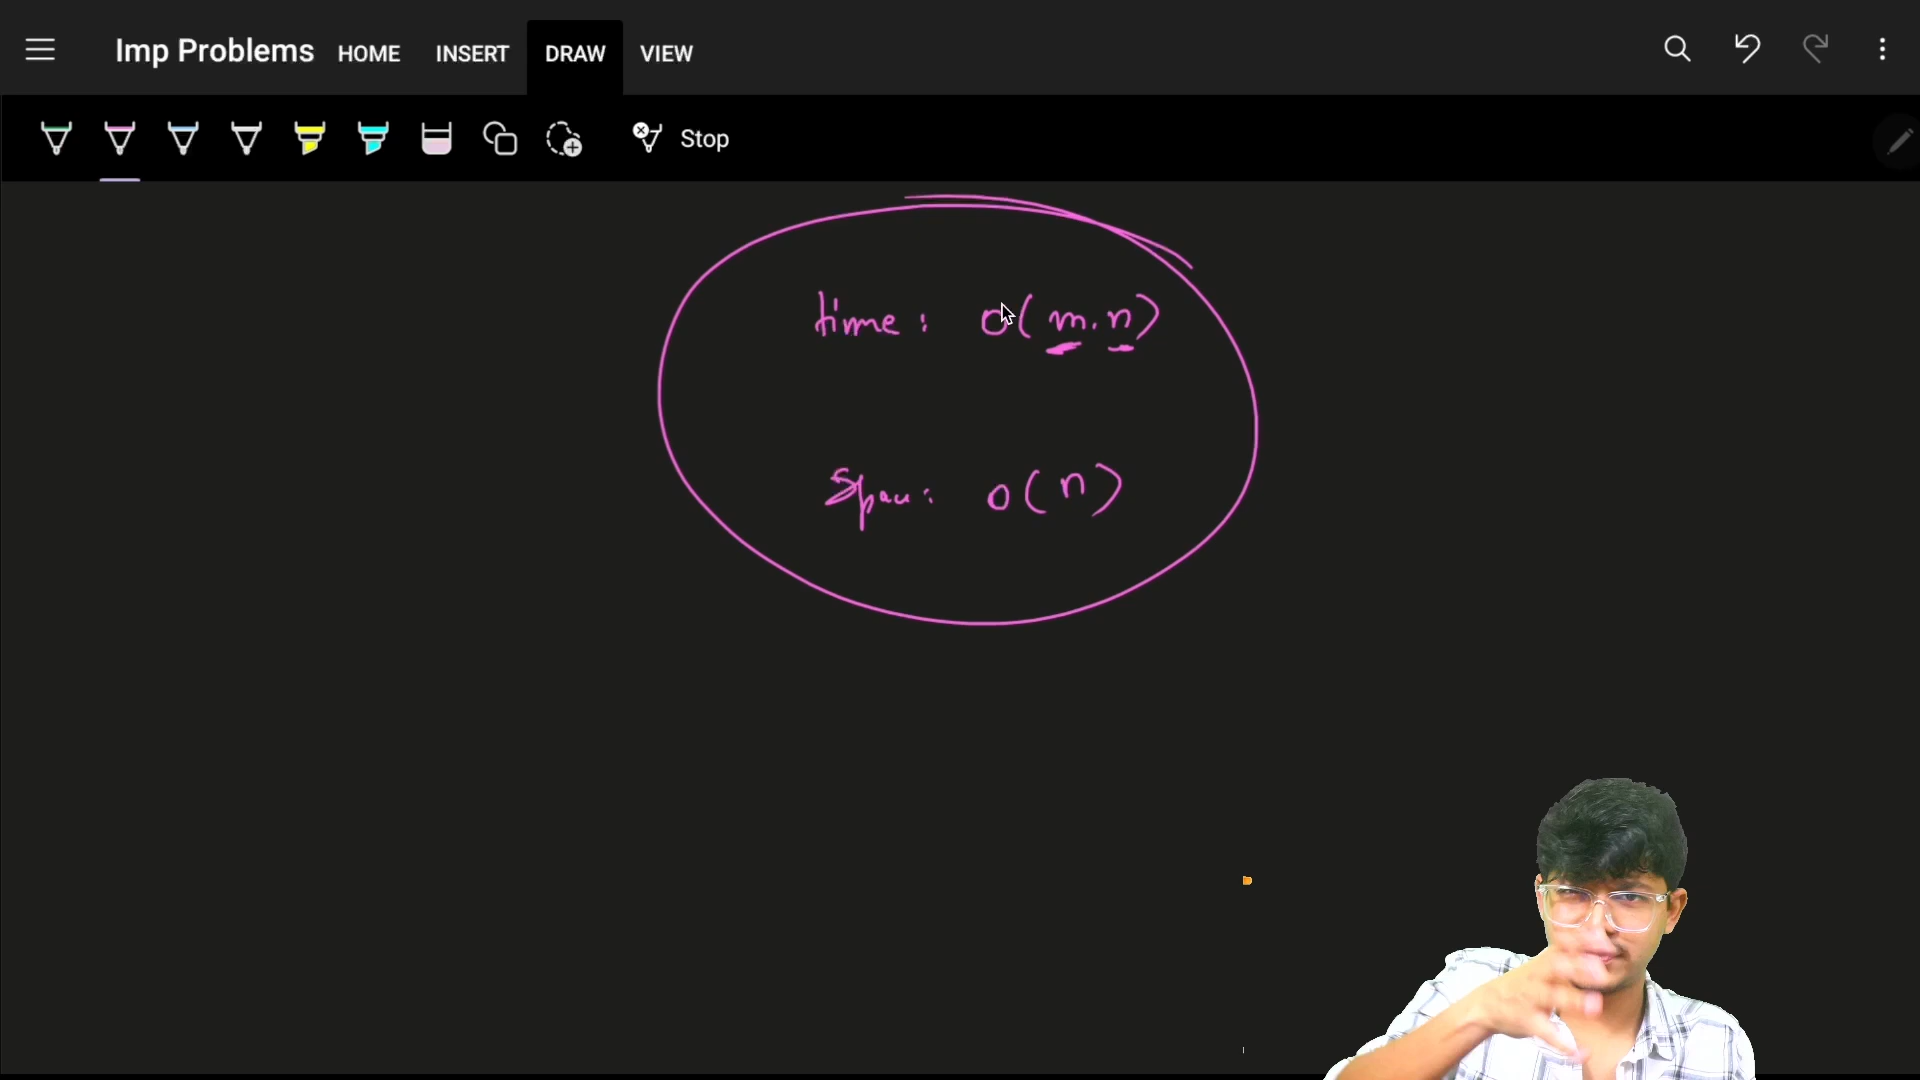 Imp Problems HOME INSERT DRAW VIEW
Stop
time: O(m.n)
Space: O(n)